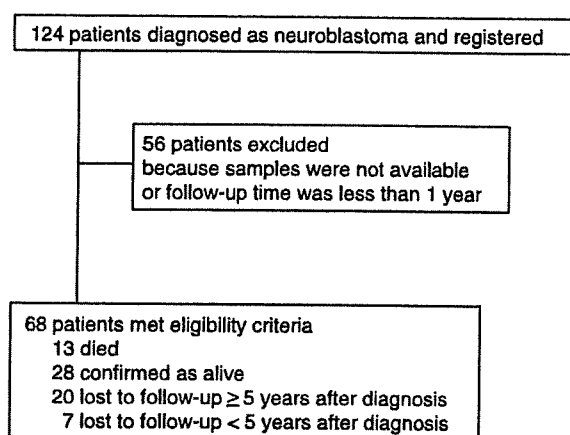 124 patients diagnosed as neuroblastoma and registered
56 patients excluded
because samples were not available
or follow-up time was less than 1 year
68 patients met eligibility criteria
13 died
28 confirmed as alive
20 lost to follow-up ≥ 5 years after diagnosis
7 lost to follow-up < 5 years after diagnosis